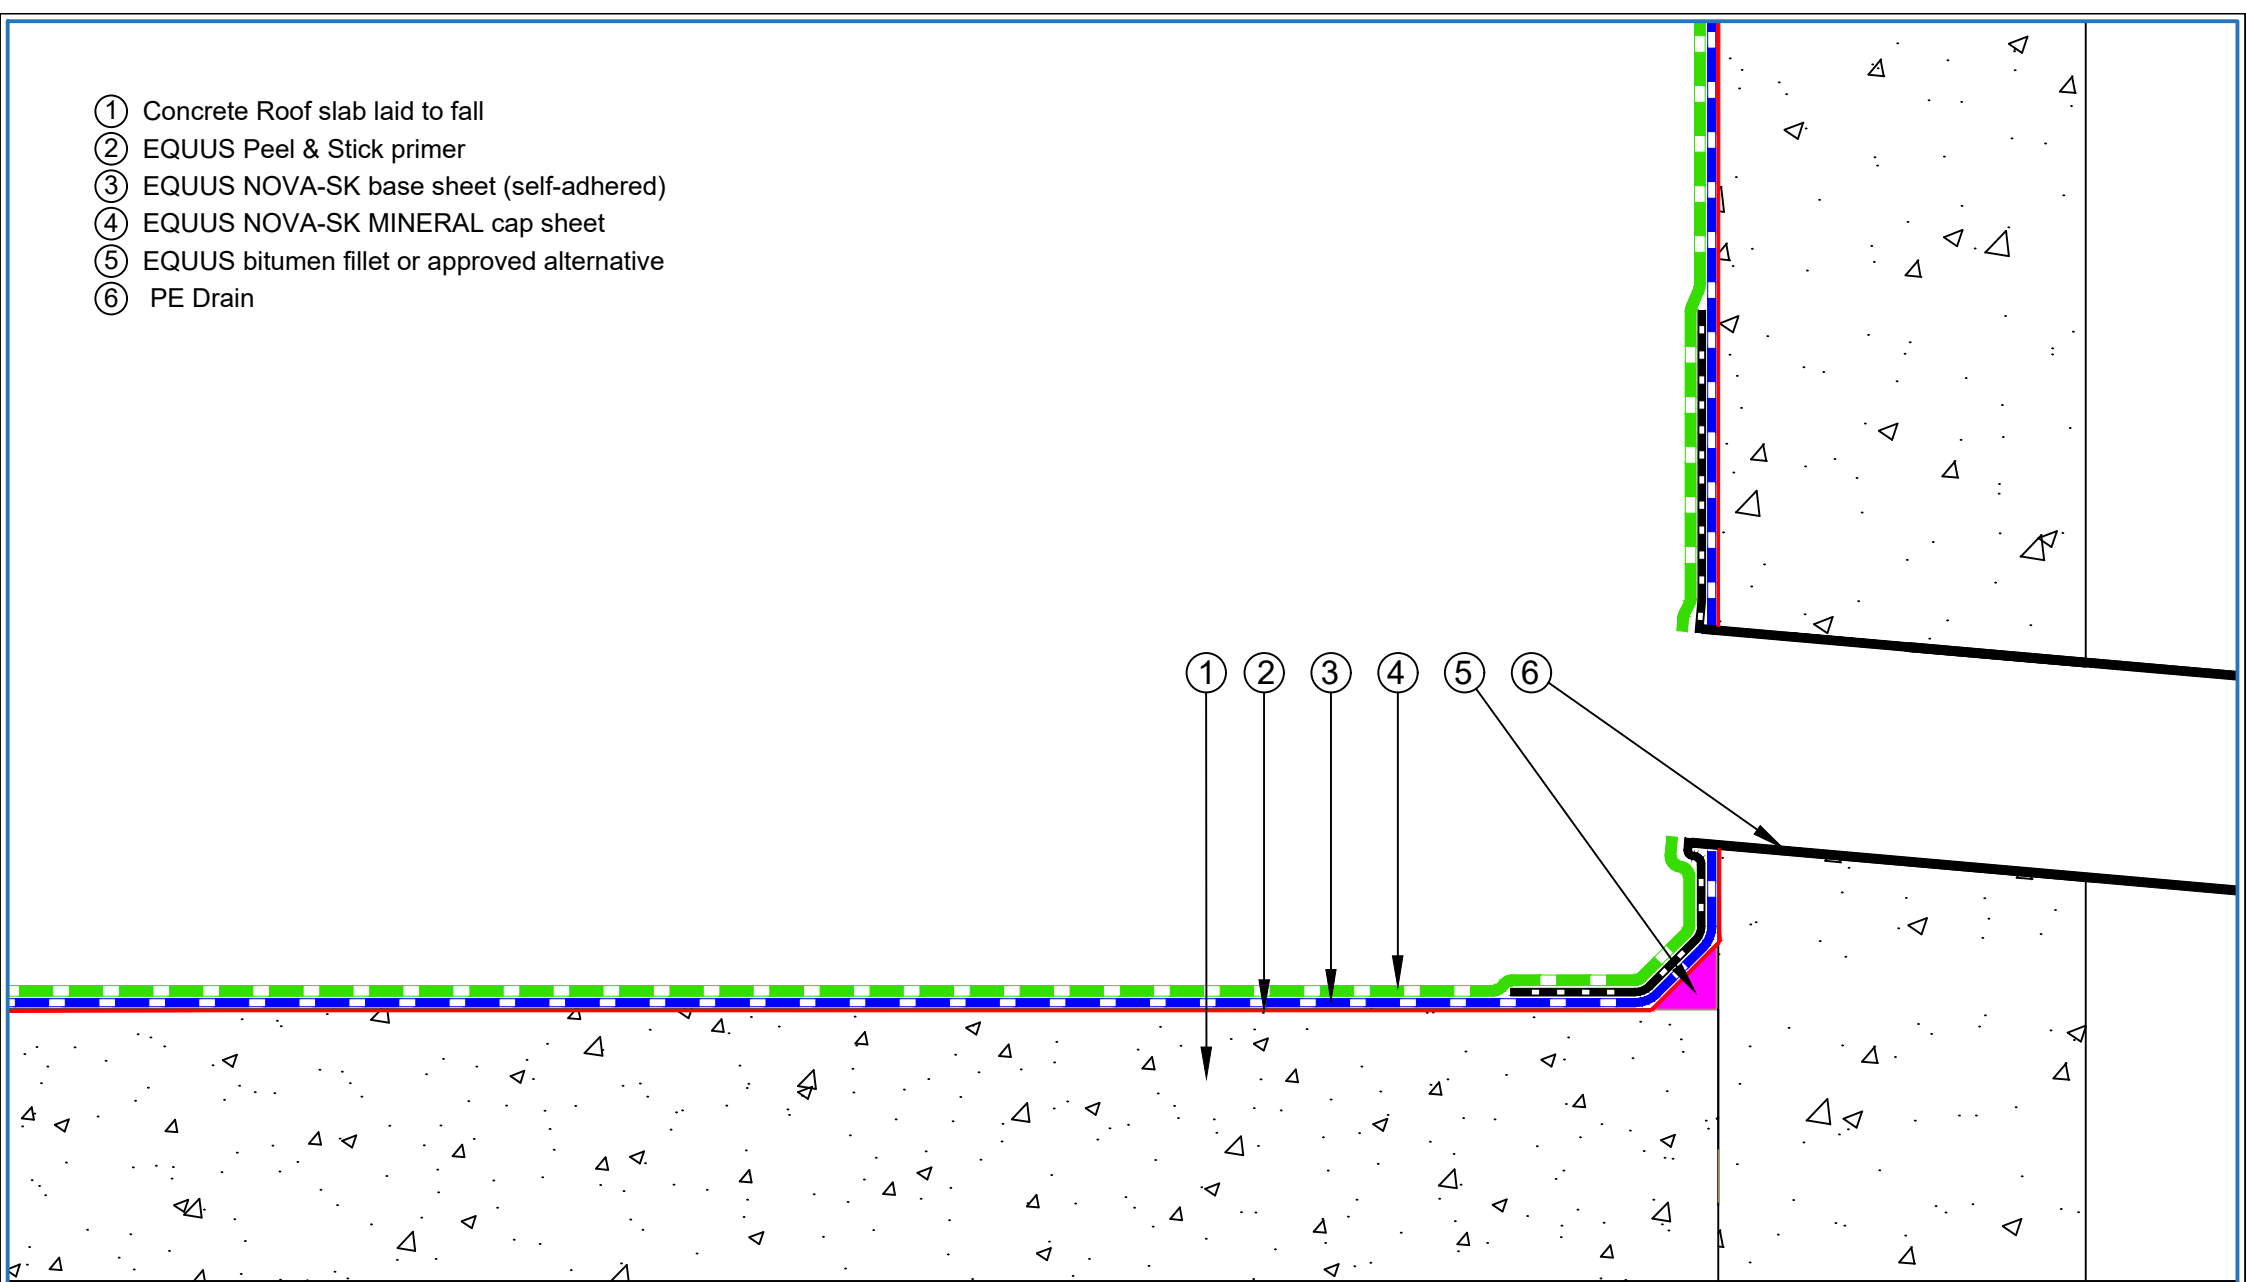 ① Concrete Roof slab laid to fall
② EQUUS Peel & Stick primer
③ EQUUS NOVA-SK base sheet (self-adhered)
④ EQUUS NOVA-SK MINERAL cap sheet
⑤ EQUUS bitumen fillet or approved alternative
⑥ PE Drain
① ② ③ ④ ⑤ ⑥